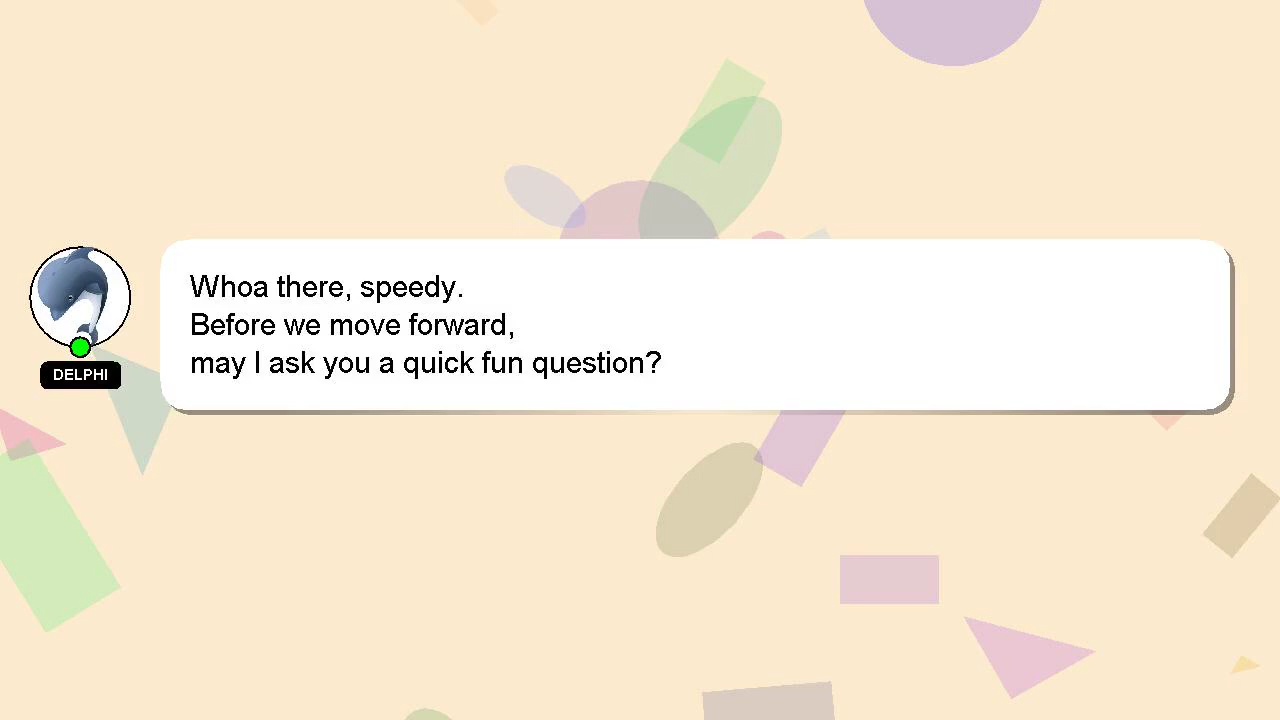 Whoa there, speedy.
Before we move forward,
may I ask you a quick fun question?
DELPHI